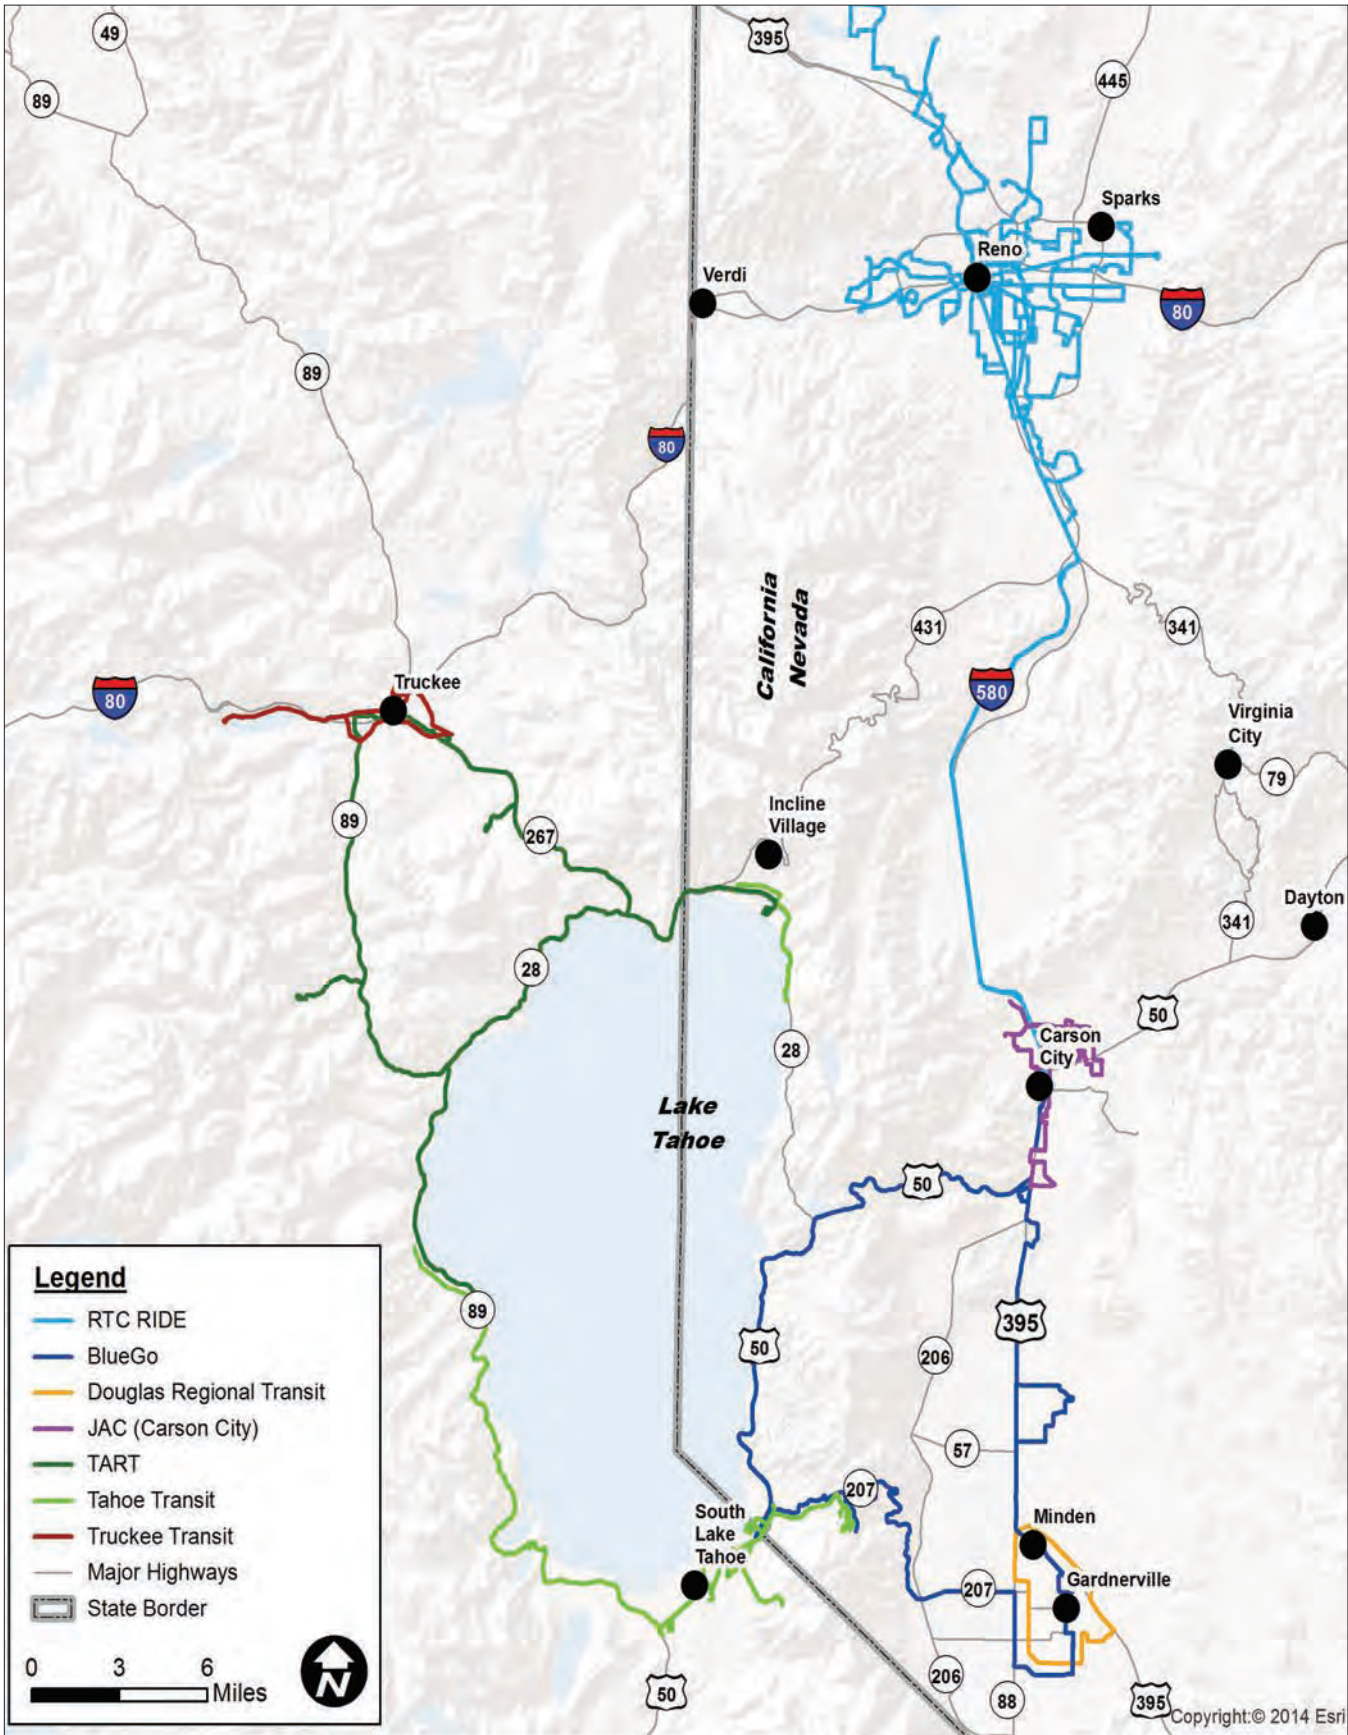 49
395
89
445
Sparks
Reno
Verdi
80
89
80
California
Nevada
431
341
Truckee
80
580
Virginia
City
79
Incline
Village
89
267
Dayton
341
28
50
Carson
City
28
Lake
Tahoe
50
Legend
RTC RIDE
BlueGo
Douglas Regional Transit
JAC (Carson City)
TART
Tahoe Transit
Truckee Transit
Major Highways
State Border
0 3 6
Miles
N
89
395
50
206
57
207
South
Lake
Tahoe
Minden
Gardnerville
207
206
88
50
395
Copyright:© 2014 Esri